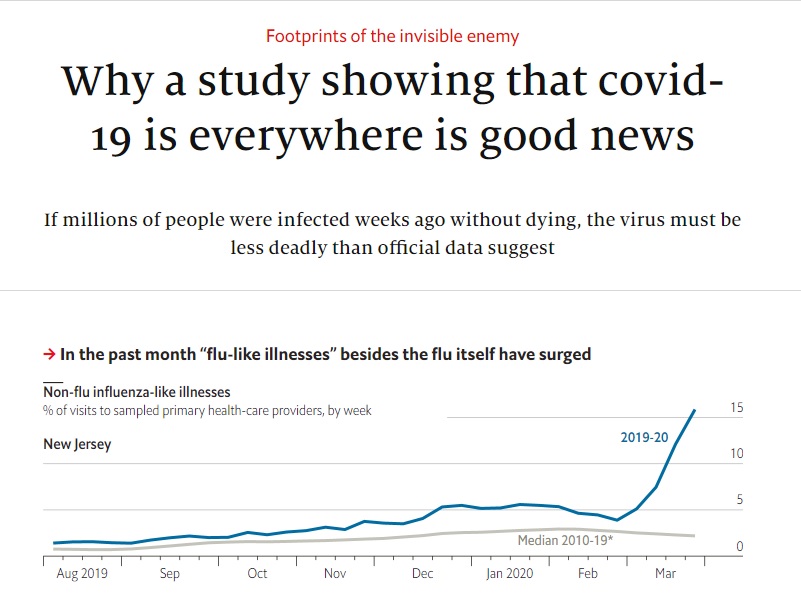 Footprints of the invisible enemy
Why a study showing that covid-
19 is everywhere is good news
If millions of people were infected weeks ago without dying, the virus must be
less deadly than official data suggest
→ In the past month “flu-like illnesses” besides the flu itself have surged
Non-flu influenza-like illnesses
% of visits to sampled primary health-care providers, by week
15
2019-20
New Jersey
10
5
Median 2010-19*
0
Aug 2019 Sep Oct Nov Dec Jan 2020 Feb Mar